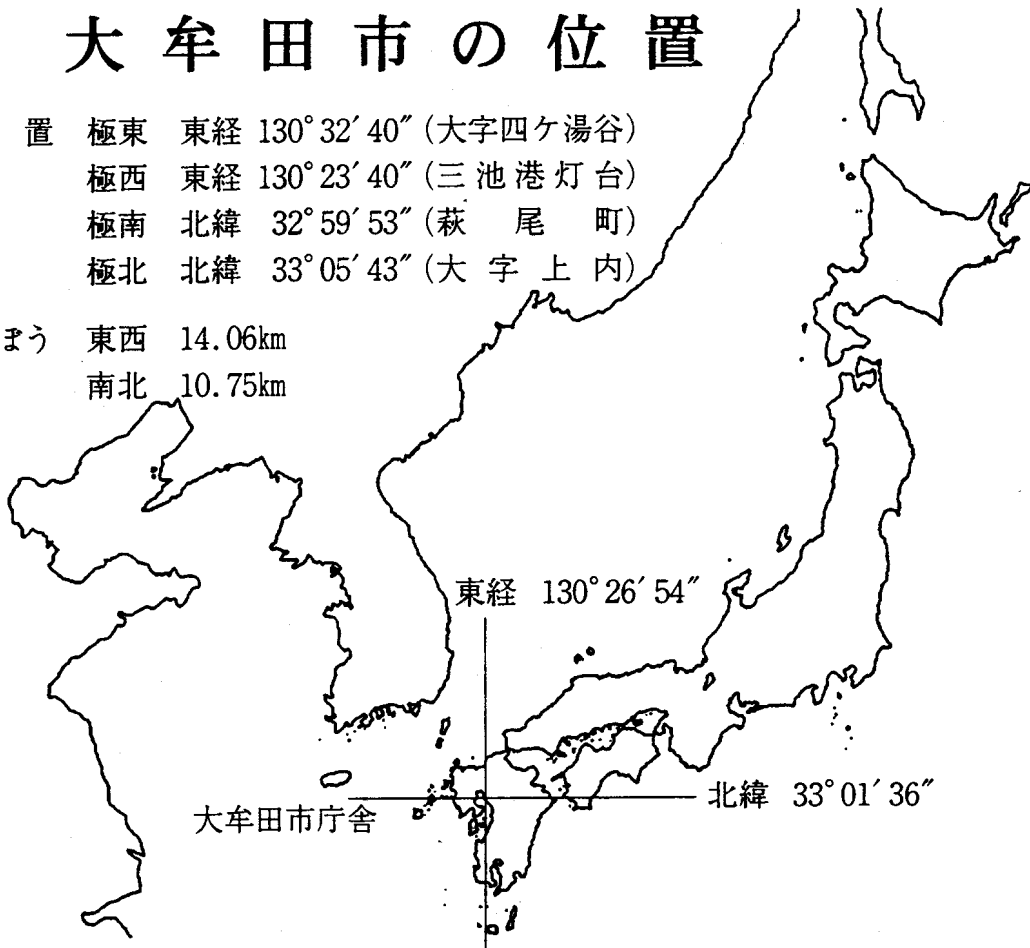 大牟田市の位置
置 極東 東経 130°32′40″(大字四ケ湯谷)
極西 東経 130°23′40″(三池港灯台)
極南 北緯 32°59′53″(萩尾町)
極北 北緯 33°05′43″(大字上内)
ぼう 東西 14.06km
南北 10.75km
東経 130°26′54″
北緯 33°01′36″
大牟田市庁舎